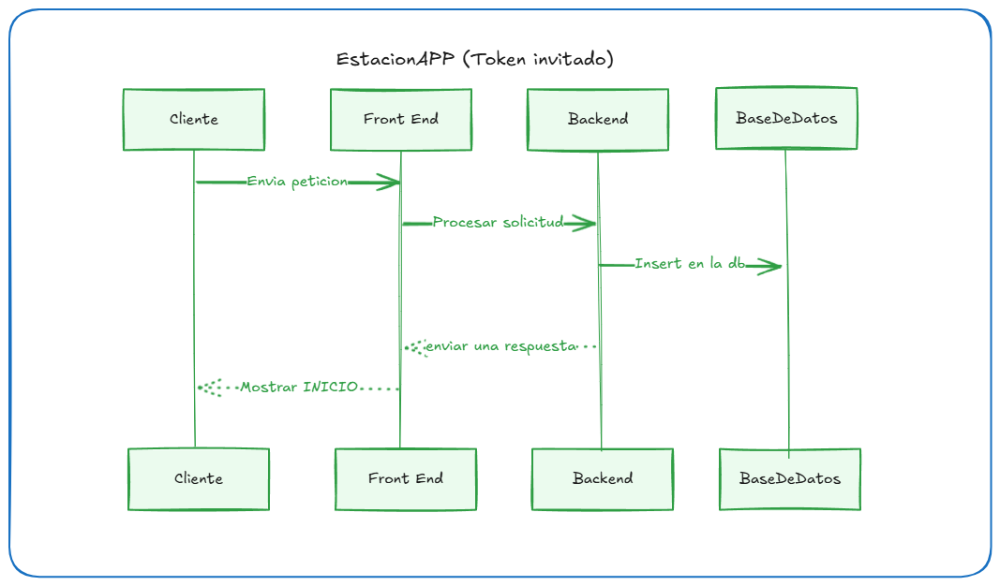 EstacionAPP (Token invitado)
Cliente
Front End
Backend
BaseDeDatos
Envia peticion
Procesar solicitud
Insert en la db
enviar una respuesta
Mostrar INICIO
Cliente
Front End
Backend
BaseDeDatos